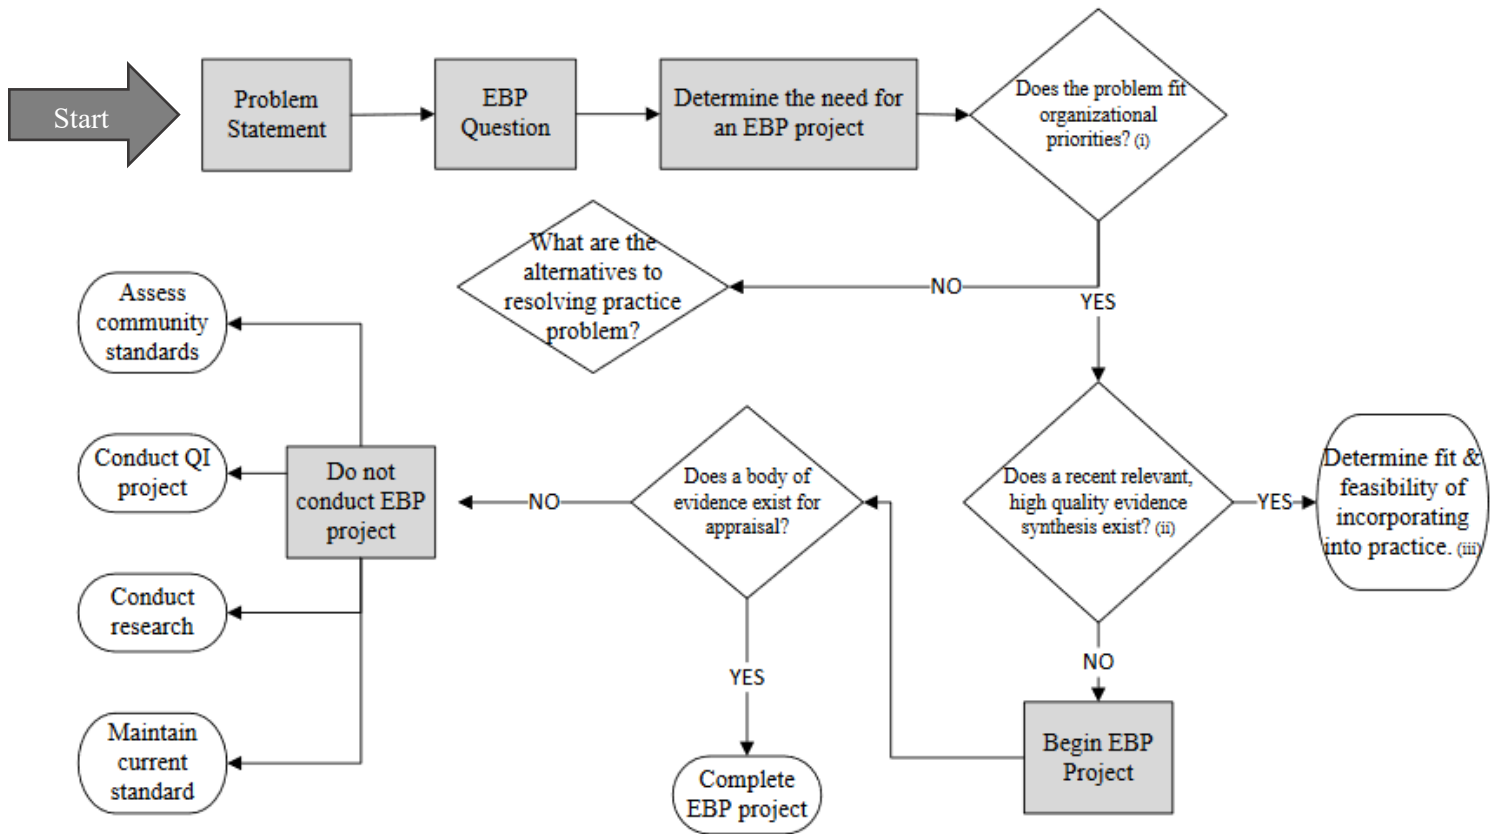 Start
Problem
Statement
EBP
Question
Determine the need for
an EBP project
Does the problem fit
organizational
priorities? (i)
What are the
alternatives to
resolving practice
problem?
NO
YES
Assess
community
standards
Conduct QI
project
Do not
conduct EBP
project
NO
Does a body of
evidence exist for
appraisal?
Does a recent relevant,
high quality evidence
synthesis exist? (ii)
YES
Determine fit &
feasibility of
incorporating
into practice. (iii)
Conduct
research
YES
NO
Maintain
current
standard
Complete
EBP project
Begin EBP
Project